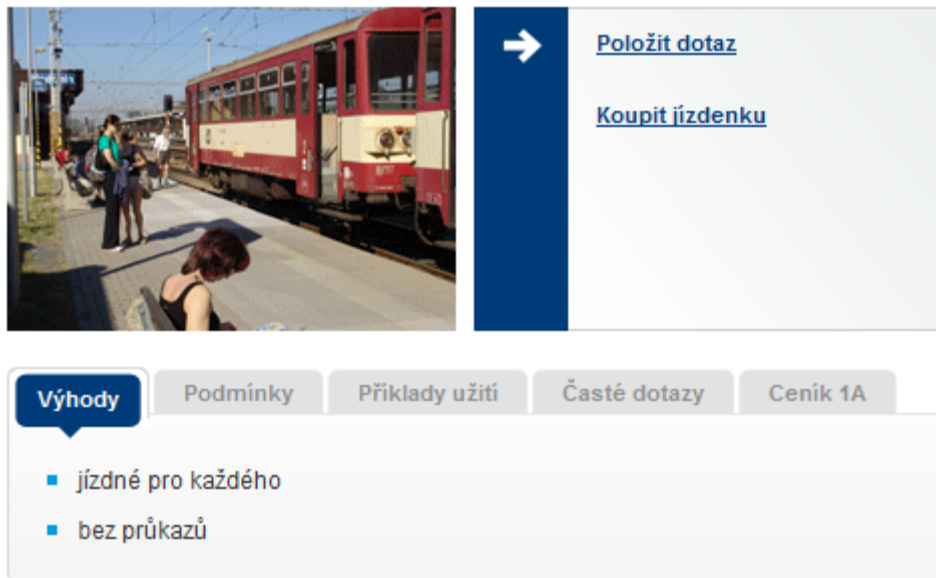 Položit dotaz
Koupit jízdenku
Výhody
Podmínky
Příklady užití
Časté dotazy
Ceník 1A
jízdné pro každého
bez průkazů